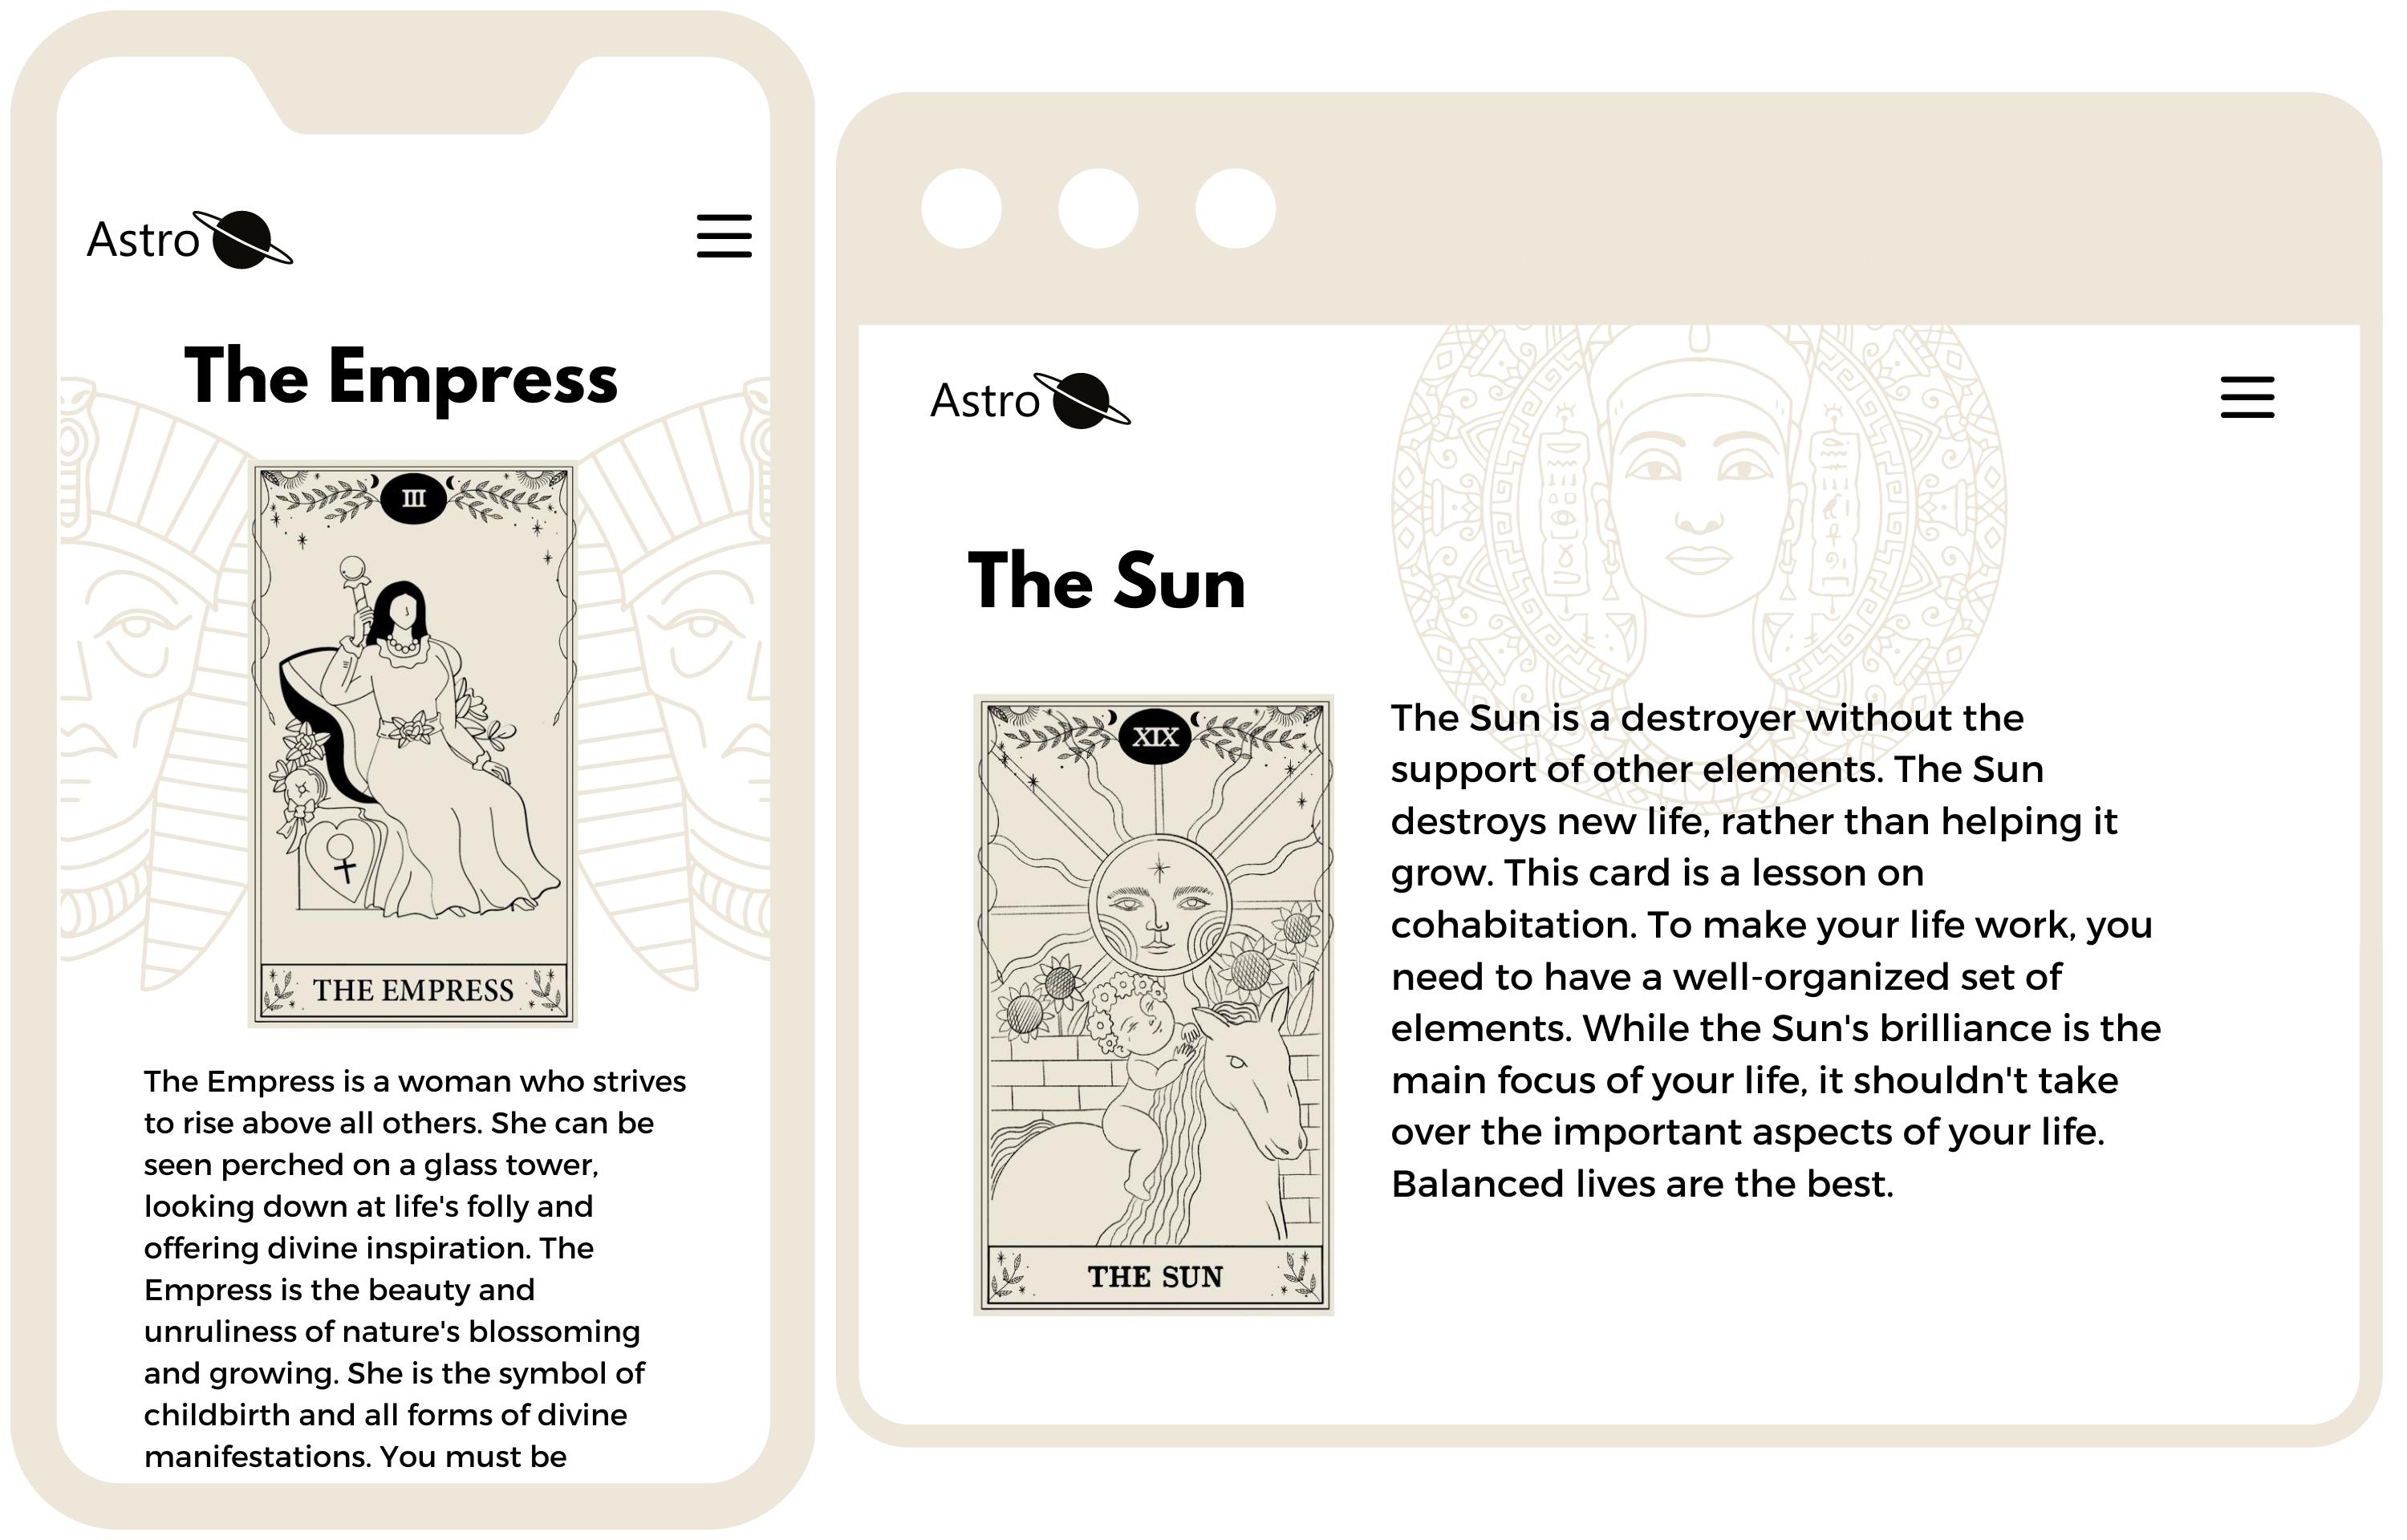 Astro
The Empress
III
THE EMPRESS
The Empress is a woman who strives
to rise above all others. She can be
seen perched on a glass tower,
looking down at life's folly and
offering divine inspiration. The
Empress is the beauty and
unruliness of nature's blossoming
and growing. She is the symbol of
childbirth and all forms of divine
manifestations. You must be
Astro
The Sun
XIX
THE SUN
The Sun is a destroyer without the
support of other elements. The Sun
destroys new life, rather than helping it
grow. This card is a lesson on
cohabitation. To make your life work, you
need to have a well-organized set of
elements. While the Sun's brilliance is the
main focus of your life, it shouldn't take
over the important aspects of your life.
Balanced lives are the best.